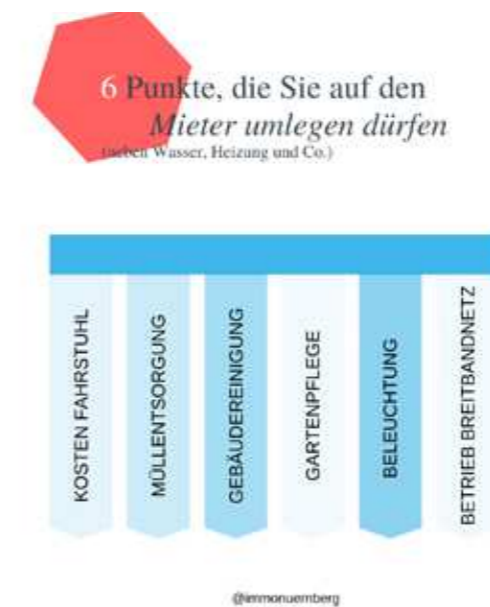 6 Punkte, die Sie auf den
Mieter umlegen dürfen
(neben Wasser, Heizung und Co.)
KOSTEN FAHRSTUHL
MÜLLENTSORGUNG
GEBÄUDEREINIGUNG
GARTENPFLEGE
BELEUCHTUNG
BETRIEB BREITBANDNETZ
@immonuernberg